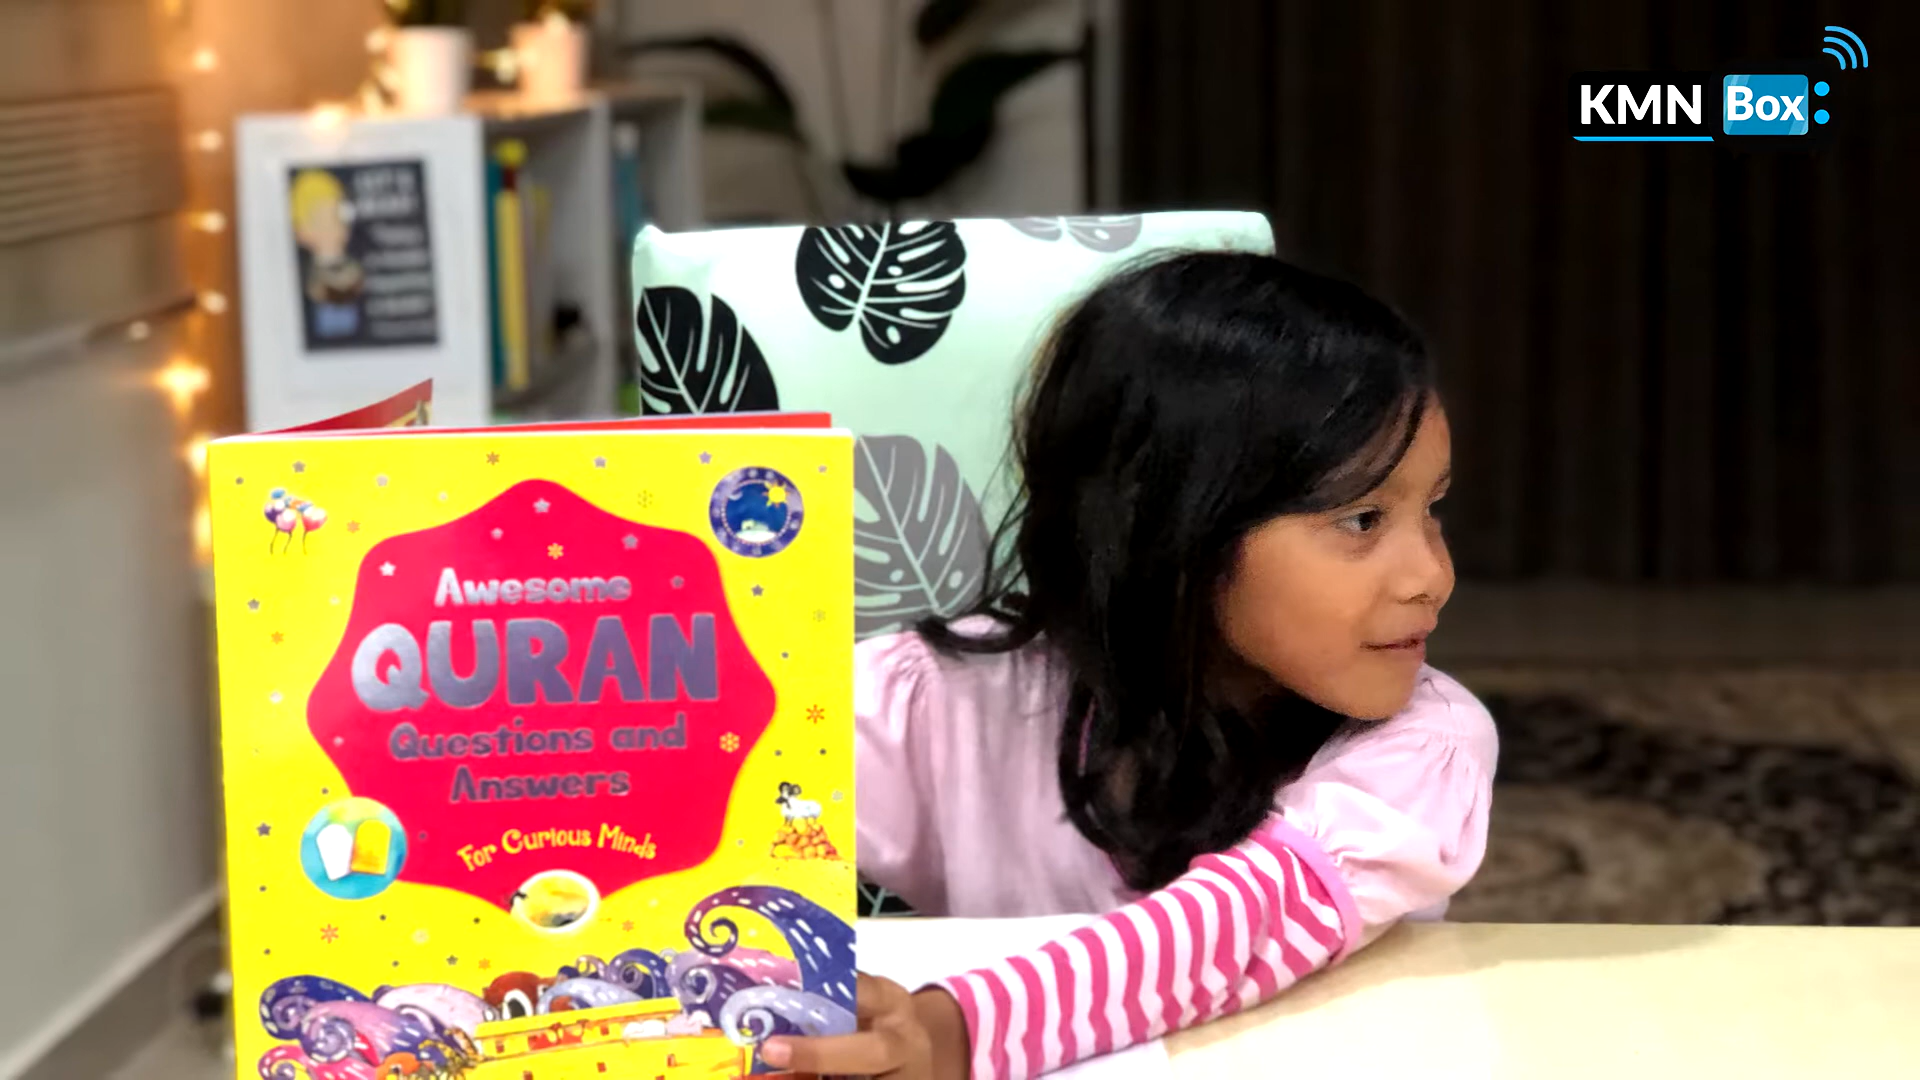 KMN Box:
Awesome
QURAN
Questions and
Answers
For Curious Minds